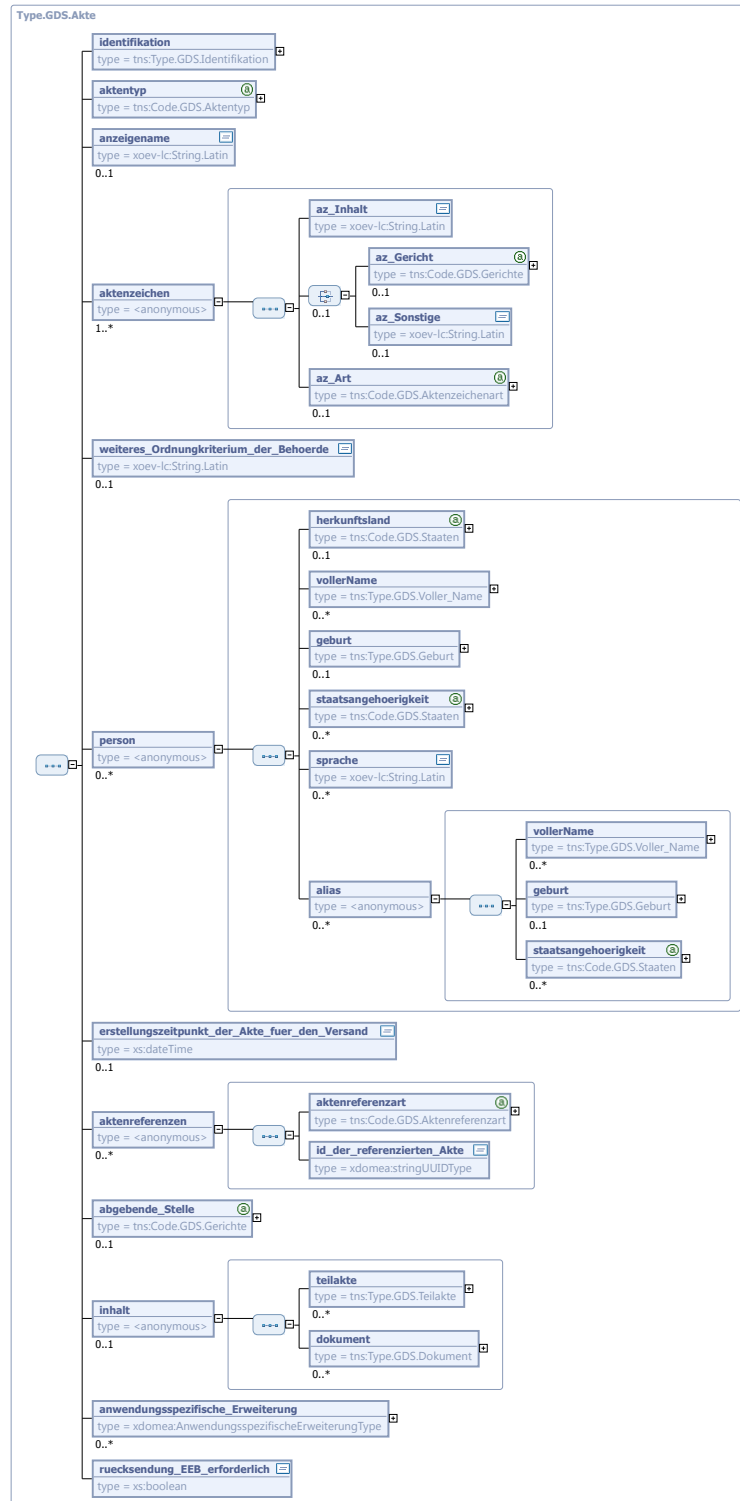 Type.GDS.Akte
identifikation
type = tns:Type.GDS.Identifikation
aktentyp
type = tns:Code.GDS.Aktentyp
anzeigename
type = xoev-lc:String.Latin
0..1
aktenzeichen
type = <anonymous>
1..*
az_Inhalt
type = xoev-lc:String.Latin
0..1
az_Gericht
type = tns:Code.GDS.Gerichte
0..1
az_Sonstige
type = xoev-lc:String.Latin
0..1
az_Art
type = tns:Code.GDS.Aktenzeichenart
0..1
weiteres_Ordnungkriterium_der_Behoerde
type = xoev-lc:String.Latin
0..1
person
type = <anonymous>
0..*
herkunftsland
type = tns:Code.GDS.Staaten
0..1
vollerName
type = tns:Type.GDS.Voller_Name
0..*
geburt
type = tns:Type.GDS.Geburt
0..1
staatsangehoerigkeit
type = tns:Code.GDS.Staaten
0..*
sprache
type = xoev-lc:String.Latin
0..*
alias
type = <anonymous>
0..*
vollerName
type = tns:Type.GDS.Voller_Name
0..*
geburt
type = tns:Type.GDS.Geburt
0..1
staatsangehoerigkeit
type = tns:Code.GDS.Staaten
0..*
erstellungszeitpunkt_der_Akte_fuer_den_Versand
type = xs:dateTime
0..1
aktenreferenzen
type = <anonymous>
0..*
aktenreferenzart
type = tns:Code.GDS.Aktenreferenzart
id_der_referenzierten_Akte
type = xdomea:stringUUIDType
abgebende_Stelle
type = tns:Code.GDS.Gerichte
0..1
inhalt
type = <anonymous>
0..1
teilakte
type = tns:Type.GDS.Teilakte
0..*
dokument
type = tns:Type.GDS.Dokument
0..*
anwendungsspezifische_Erweiterung
type = xdomea:AnwendungsspezifischeErweiterungType
0..*
ruecksendung_EEB_erforderlich
type = xs:boolean